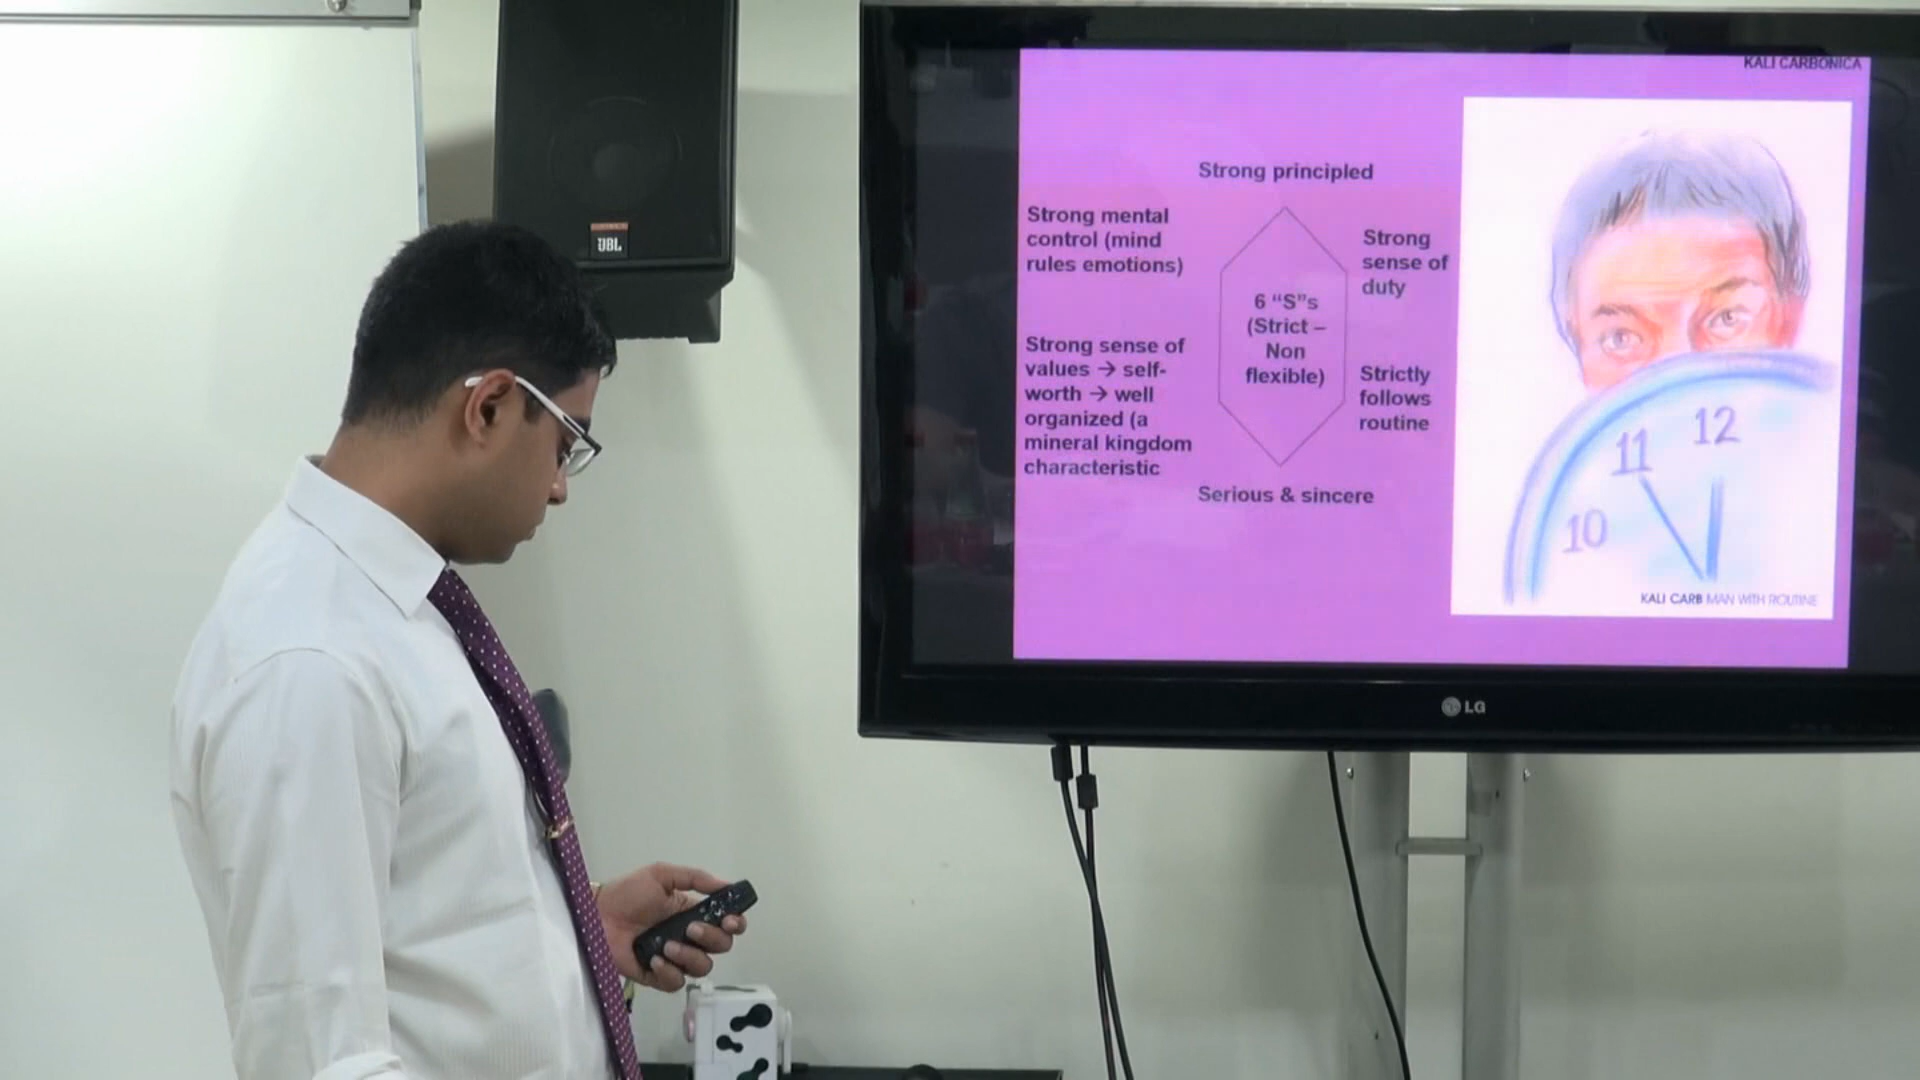 JBL
KALI CARBONICA
Strong principled
Strong mental
control (mind
rules emotions)
Strong
sense of
duty
6 “S”s
(Strict –
Non
flexible)
Strong sense of
values → self-
worth → well
organized (a
mineral kingdom
characteristic
Strictly
follows
routine
Serious & sincere
12
11
10
KALI CARB MAN WITH ROUTINE
LG